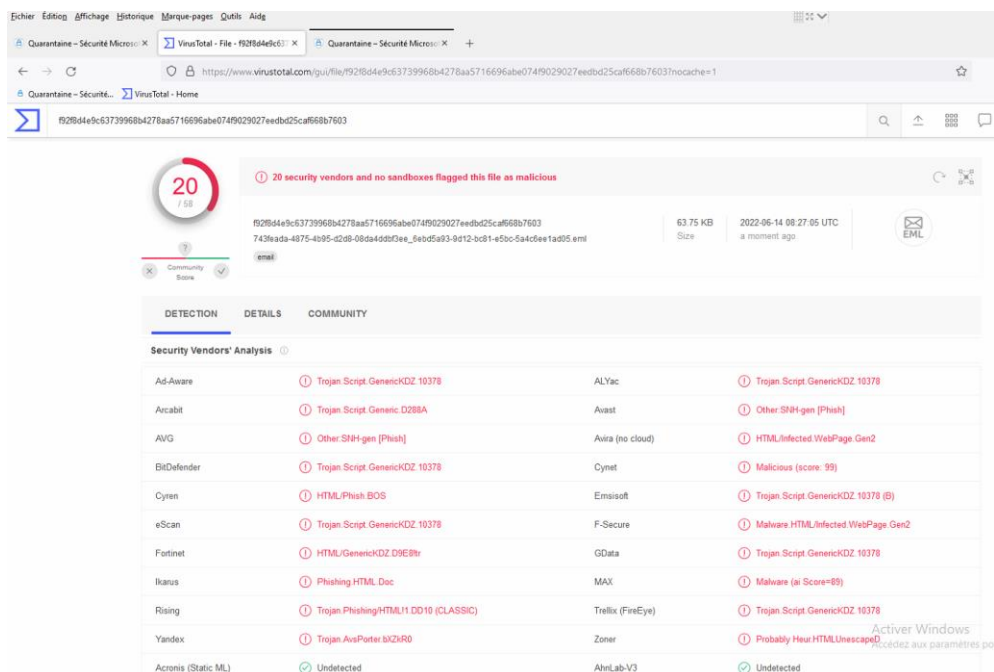 Fichier Édition Affichage Historique Marque-pages Outils Aide
Quarantaine – Sécurité Microso × VirusTotal - File - f92f8d4e9c637 × Quarantaine – Sécurité Microso × +
https://www.virustotal.com/gui/file/f92f8d4e9c63739968b4278aa5716696abe074f9029027eedbd25caf668b7603?nocache=1
Quarantaine – Sécurité... VirusTotal - Home
f92f8d4e9c63739968b4278aa5716696abe074f9029027eedbd25caf668b7603
20
/ 58
? Community Score
20 security vendors and no sandboxes flagged this file as malicious
f92f8d4e9c63739968b4278aa5716696abe074f9029027eedbd25caf668b7603
743feada-4875-4b95-d2d8-08da4ddbf3ee_6ebd5a93-9d12-bc81-e5bc-5a4c6ee1ad05.eml
email
63.75 KB
Size
2022-06-14 08:27:05 UTC
a moment ago
EML
DETECTION DETAILS COMMUNITY
Security Vendors' Analysis
Ad-Aware Trojan.Script.GenericKDZ.10378 ALYac Trojan.Script.GenericKDZ.10378
Arcabit Trojan.Script.Generic.D288A Avast Other:SNH-gen [Phish]
AVG Other:SNH-gen [Phish] Avira (no cloud) HTML/Infected.WebPage.Gen2
BitDefender Trojan.Script.GenericKDZ.10378 Cynet Malicious (score: 99)
Cyren HTML/Phish.BOS Emsisoft Trojan.Script.GenericKDZ.10378 (B)
eScan Trojan.Script.GenericKDZ.10378 F-Secure Malware.HTML/Infected.WebPage.Gen2
Fortinet HTML/GenericKDZ.D9E8!tr GData Trojan.Script.GenericKDZ.10378
Ikarus Phishing.HTML.Doc MAX Malware (ai Score=89)
Rising Trojan.Phishing/HTML!1.DD10 (CLASSIC) Trellix (FireEye) Trojan.Script.GenericKDZ.10378
Yandex Trojan.AvsPorter.bXZkR0 Zoner Probably Heur.HTMLUnescapeD
Acronis (Static ML) Undetected AhnLab-V3 Undetected
Activer Windows
Accédez aux paramètres po